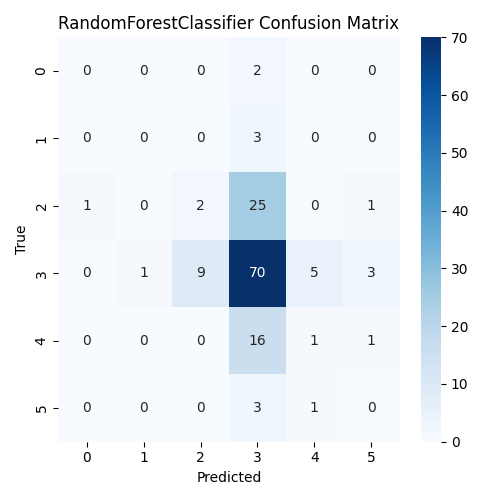 RandomForestClassifier Confusion Matrix
0 0 0 0 2 0 0
1 0 0 0 3 0 0
2 1 0 2 25 0 1
3 0 1 9 70 5 3
4 0 0 0 16 1 1
5 0 0 0 3 1 0
0 1 2 3 4 5
True
Predicted
70
60
50
40
30
20
10
0